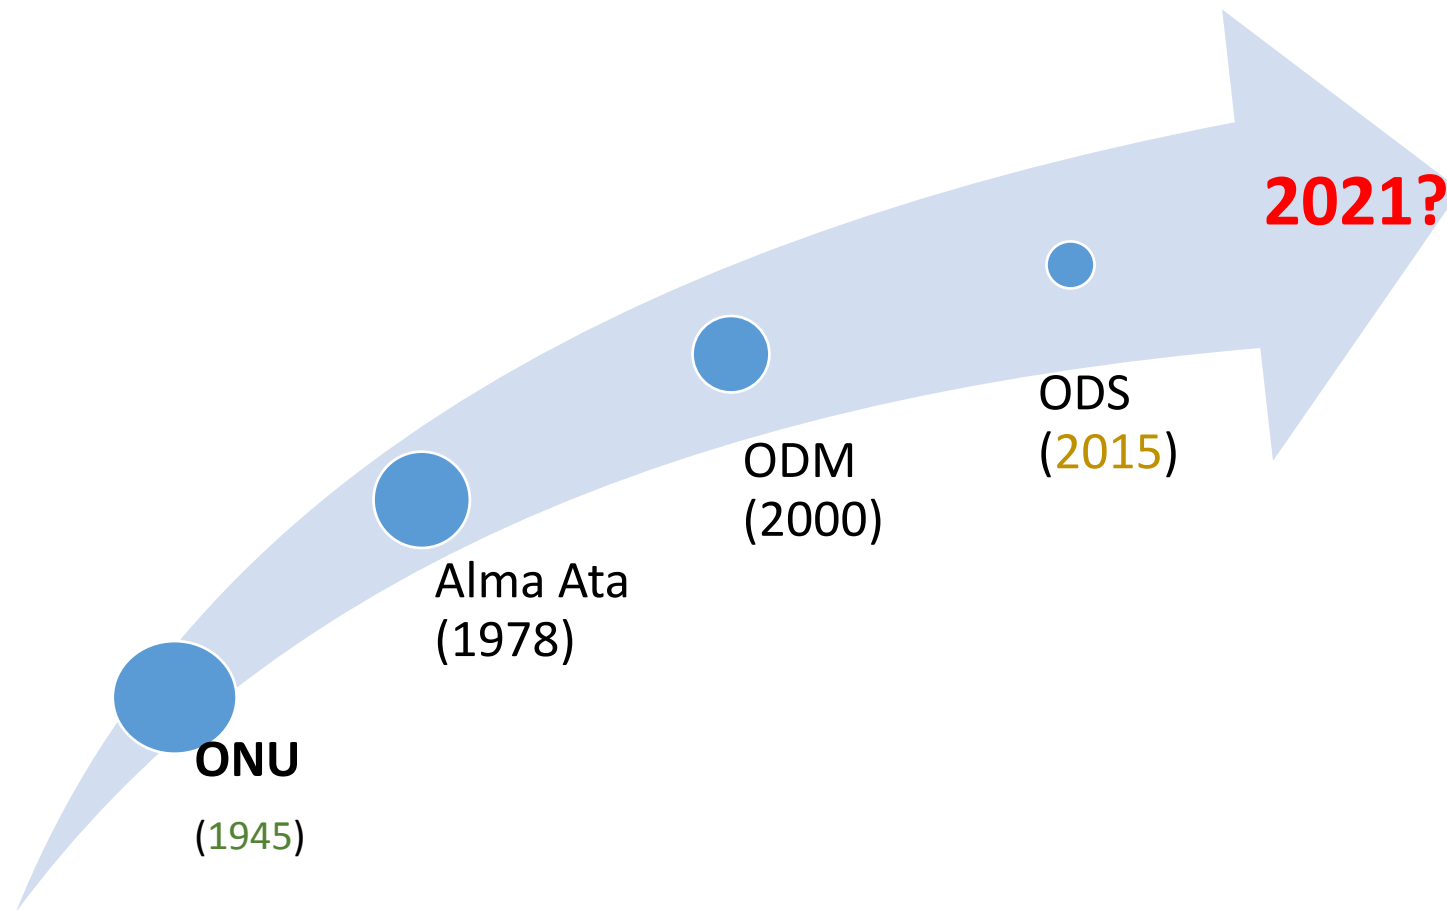 ONU
(1945)
Alma Ata
(1978)
ODM
(2000)
ODS
(2015)
2021?